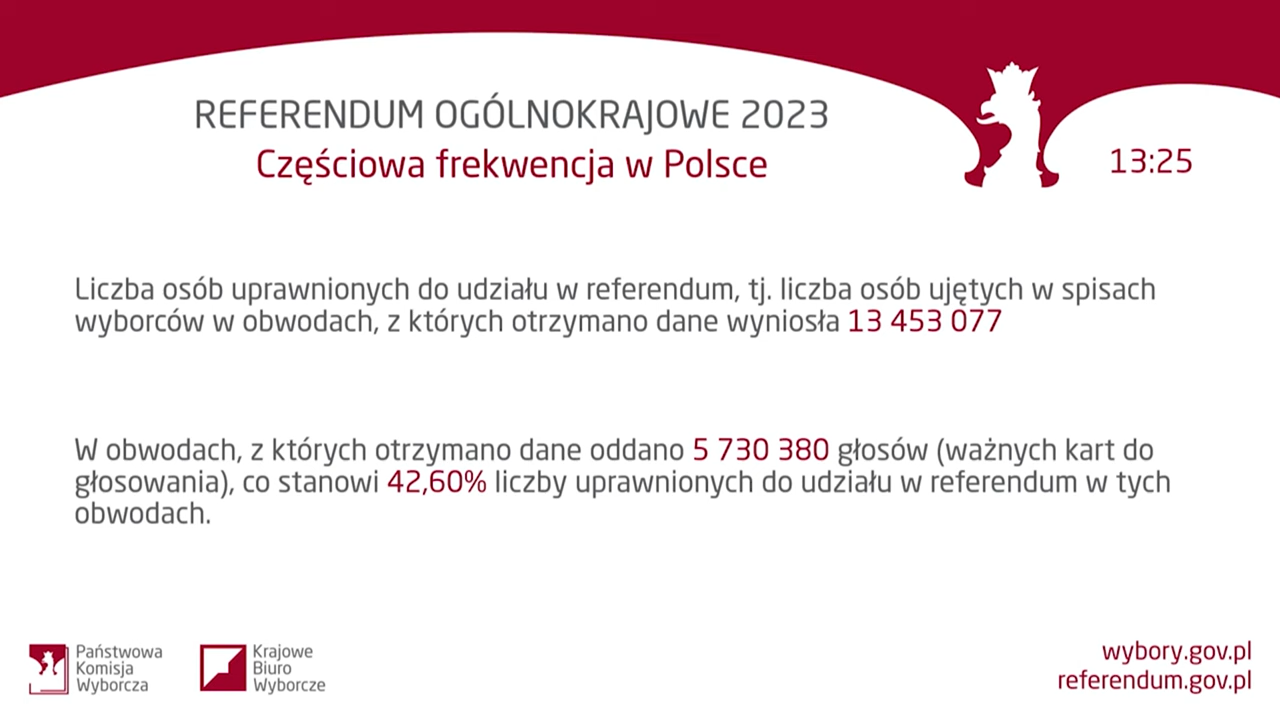 REFERENDUM OGÓLNOKRAJOWE 2023
Częściowa frekwencja w Polsce
13:25
Liczba osób uprawnionych do udziału w referendum, tj. liczba osób ujętych w spisach
wyborców w obwodach, z których otrzymano dane wyniosła 13 453 077
W obwodach, z których otrzymano dane oddano 5 730 380 głosów (ważnych kart do
głosowania), co stanowi 42,60% liczby uprawnionych do udziału w referendum w tych
obwodach.
Państwowa
Komisja
Wyborcza
Krajowe
Biuro
Wyborcze
wybory.gov.pl
referendum.gov.pl